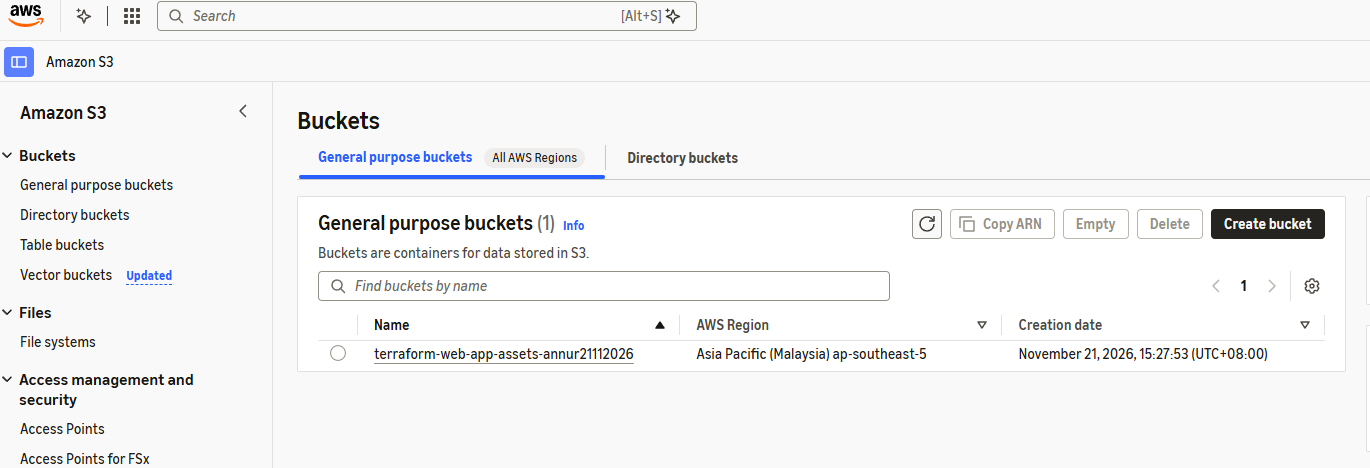 aws
Search [Alt+S]
Amazon S3
Amazon S3
Buckets
General purpose buckets
Directory buckets
Table buckets
Vector buckets Updated
Files
File systems
Access management and
security
Access Points
Access Points for FSx
Buckets
General purpose buckets All AWS Regions Directory buckets
General purpose buckets (1) Info
Copy ARN Empty Delete Create bucket
Buckets are containers for data stored in S3.
Find buckets by name
1
Name AWS Region Creation date
terraform-web-app-assets-annur21112026 Asia Pacific (Malaysia) ap-southeast-5 November 21, 2026, 15:27:53 (UTC+08:00)